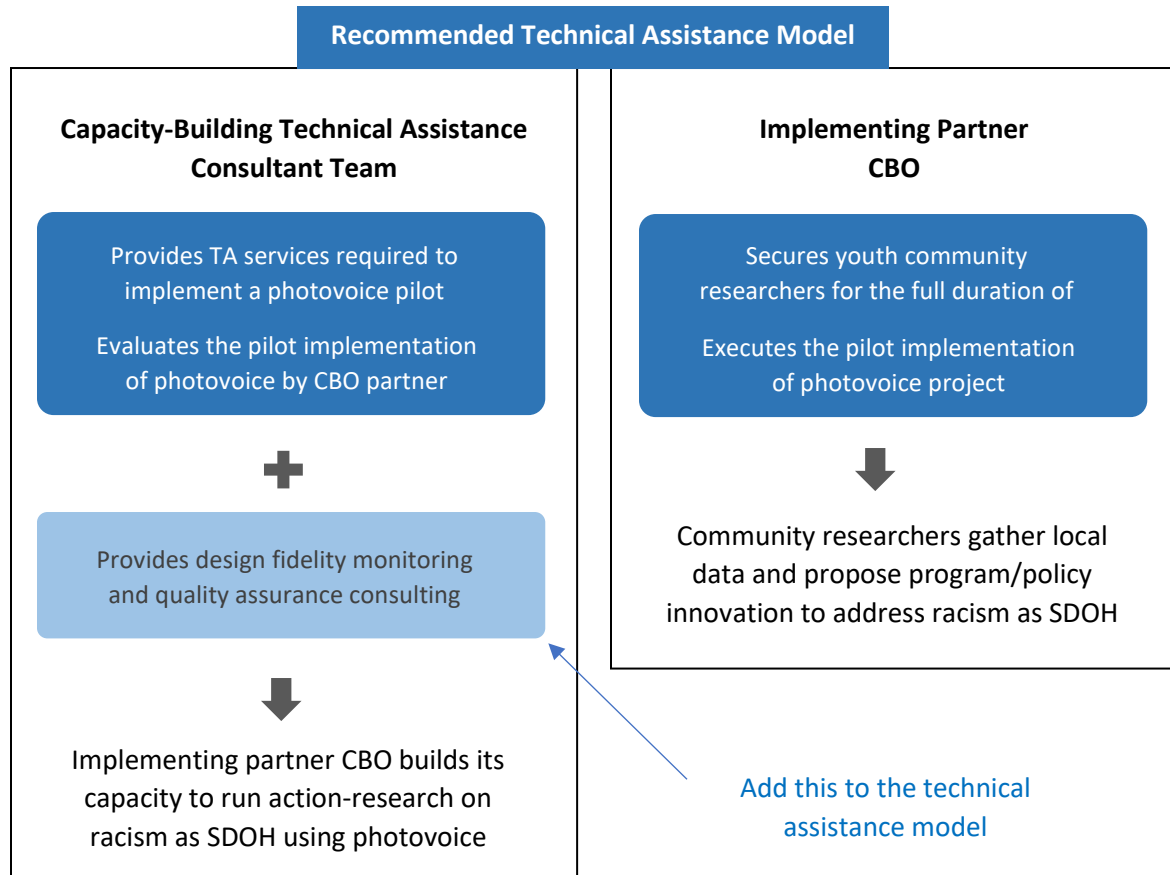 Recommended Technical Assistance Model
Capacity-Building Technical Assistance
Consultant Team
Provides TA services required to
implement a photovoice pilot
Evaluates the pilot implementation
of photovoice by CBO partner
Provides design fidelity monitoring
and quality assurance consulting
Implementing partner CBO builds its
capacity to run action-research on
racism as SDOH using photovoice
Implementing Partner
CBO
Secures youth community
researchers for the full duration of
Executes the pilot implementation
of photovoice project
Community researchers gather local
data and propose program/policy
innovation to address racism as SDOH
Add this to the technical
assistance model